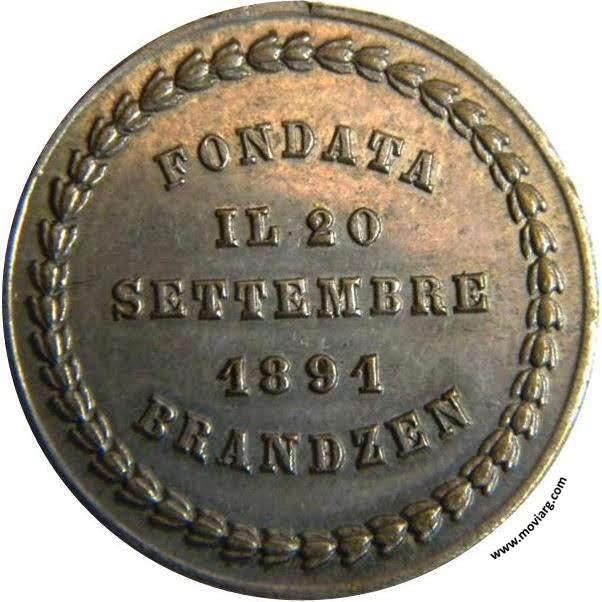 FONDATA
IL 20
SETTEMBRE
1891
BRANDZEN
www.moviarg.com